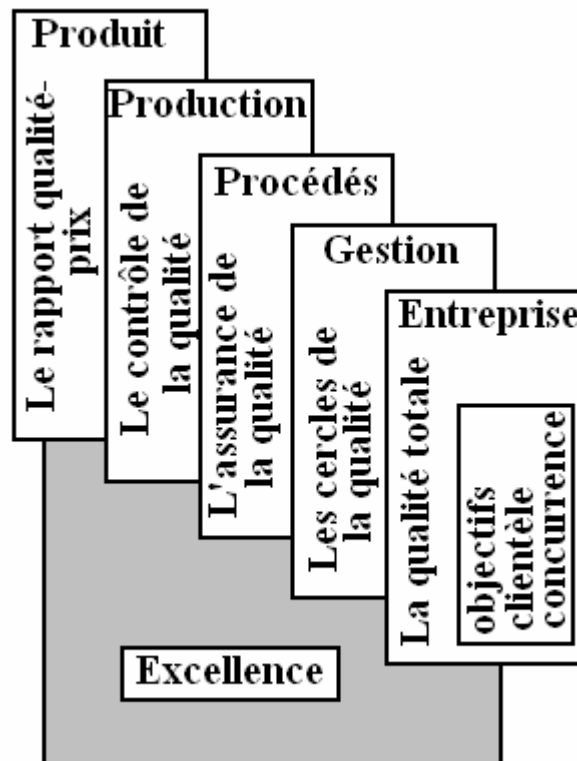 Produit
Le rapport qualité-
prix
Production
Le contrôle de
la qualité
Procédés
L'assurance de
la qualité
Gestion
Les cercles de
la qualité
Entreprise
La qualité totale
objectifs
clientèle
concurrence
Excellence